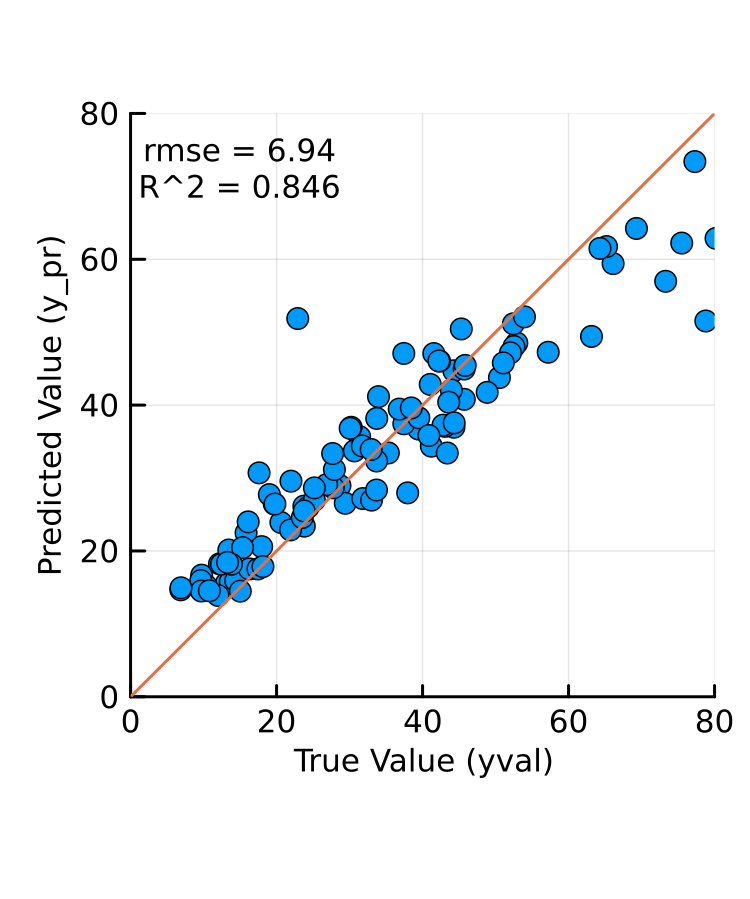 80
rmse = 6.94
R^2 = 0.846
60
40
20
0
Predicted Value (y_pr)
0 20 40 60 80
True Value (yval)